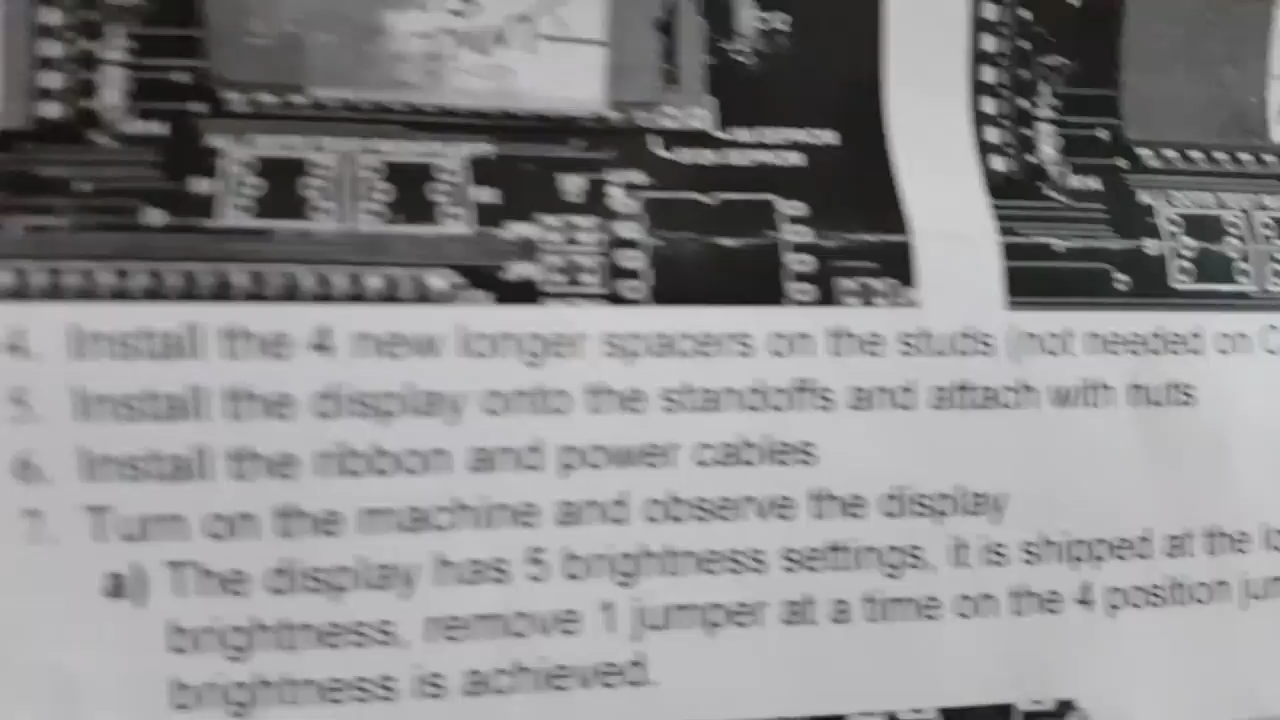 4. Install the 4 new longer spacers on the studs (not needed on
5. Install the display onto the standoffs and attach with nuts
6. Install the ribbon and power cables
7. Turn on the machine and observe the display
a) The display has 5 brightness settings, it is shipped at the
brightness, remove 1 jumper at a time on the 4 position
brightness is achieved.